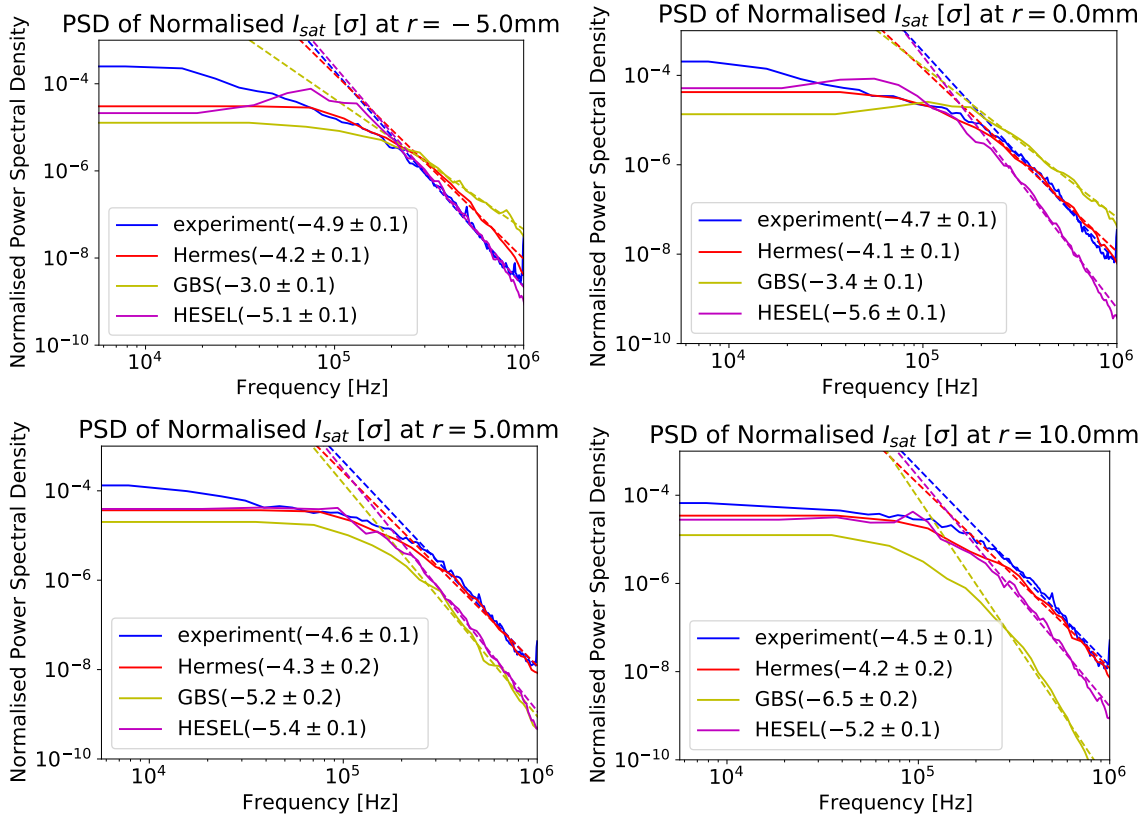 PSD of Normalised I_sat [σ] at r = −5.0mm
Normalised Power Spectral Density
10^−4
10^−6
10^−8
10^−10
experiment(−4.9 ± 0.1)
Hermes(−4.2 ± 0.1)
GBS(−3.0 ± 0.1)
HESEL(−5.1 ± 0.1)
10^4
10^5
10^6
Frequency [Hz]
PSD of Normalised I_sat [σ] at r = 0.0mm
Normalised Power Spectral Density
10^−4
10^−6
10^−8
10^−10
experiment(−4.7 ± 0.1)
Hermes(−4.1 ± 0.1)
GBS(−3.4 ± 0.1)
HESEL(−5.6 ± 0.1)
10^4
10^5
10^6
Frequency [Hz]
PSD of Normalised I_sat [σ] at r = 5.0mm
Normalised Power Spectral Density
10^−4
10^−6
10^−8
10^−10
experiment(−4.6 ± 0.1)
Hermes(−4.3 ± 0.2)
GBS(−5.2 ± 0.2)
HESEL(−5.4 ± 0.1)
10^4
10^5
10^6
Frequency [Hz]
PSD of Normalised I_sat [σ] at r = 10.0mm
Normalised Power Spectral Density
10^−4
10^−6
10^−8
10^−10
experiment(−4.5 ± 0.1)
Hermes(−4.2 ± 0.2)
GBS(−6.5 ± 0.2)
HESEL(−5.2 ± 0.1)
10^4
10^5
10^6
Frequency [Hz]